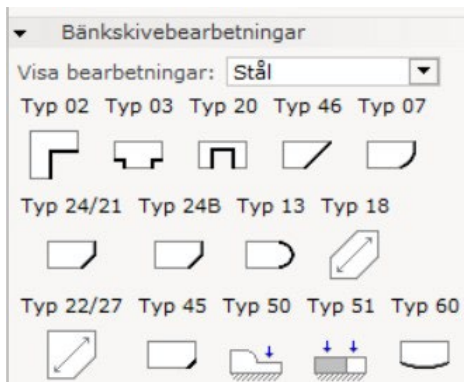 Bänkskivebearbetningar
Visa bearbetningar: Stål
Typ 02 Typ 03 Typ 20 Typ 46 Typ 07
Typ 24/21 Typ 24B Typ 13 Typ 18
Typ 22/27 Typ 45 Typ 50 Typ 51 Typ 60